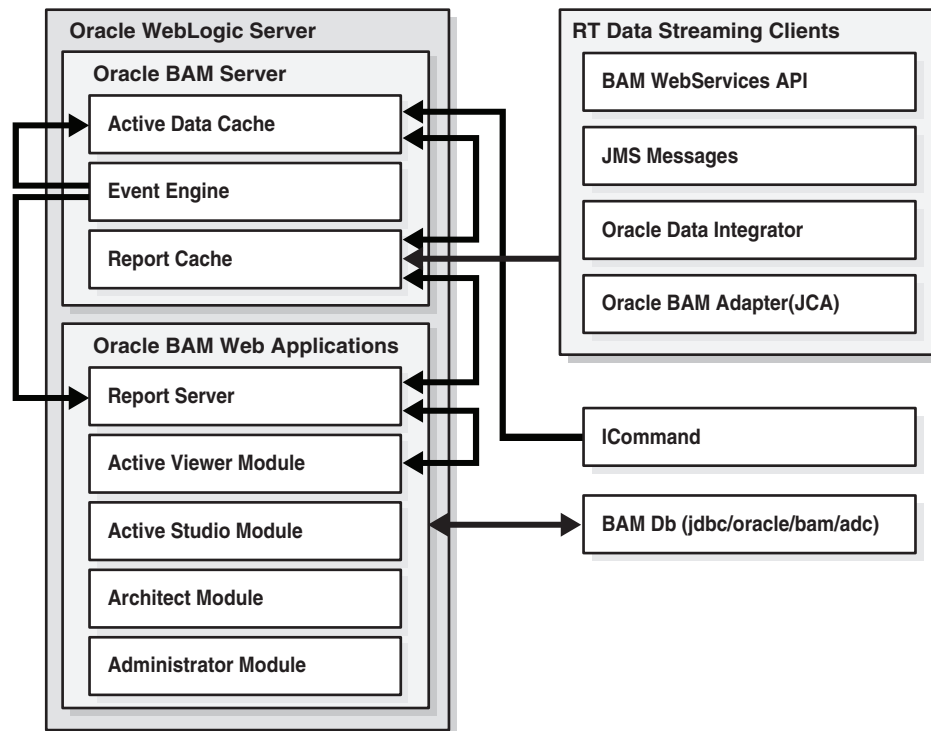 Oracle WebLogic Server
Oracle BAM Server
Active Data Cache
Event Engine
Report Cache
Oracle BAM Web Applications
Report Server
Active Viewer Module
Active Studio Module
Architect Module
Administrator Module
RT Data Streaming Clients
BAM WebServices API
JMS Messages
Oracle Data Integrator
Oracle BAM Adapter(JCA)
ICommand
BAM Db (jdbc/oracle/bam/adc)